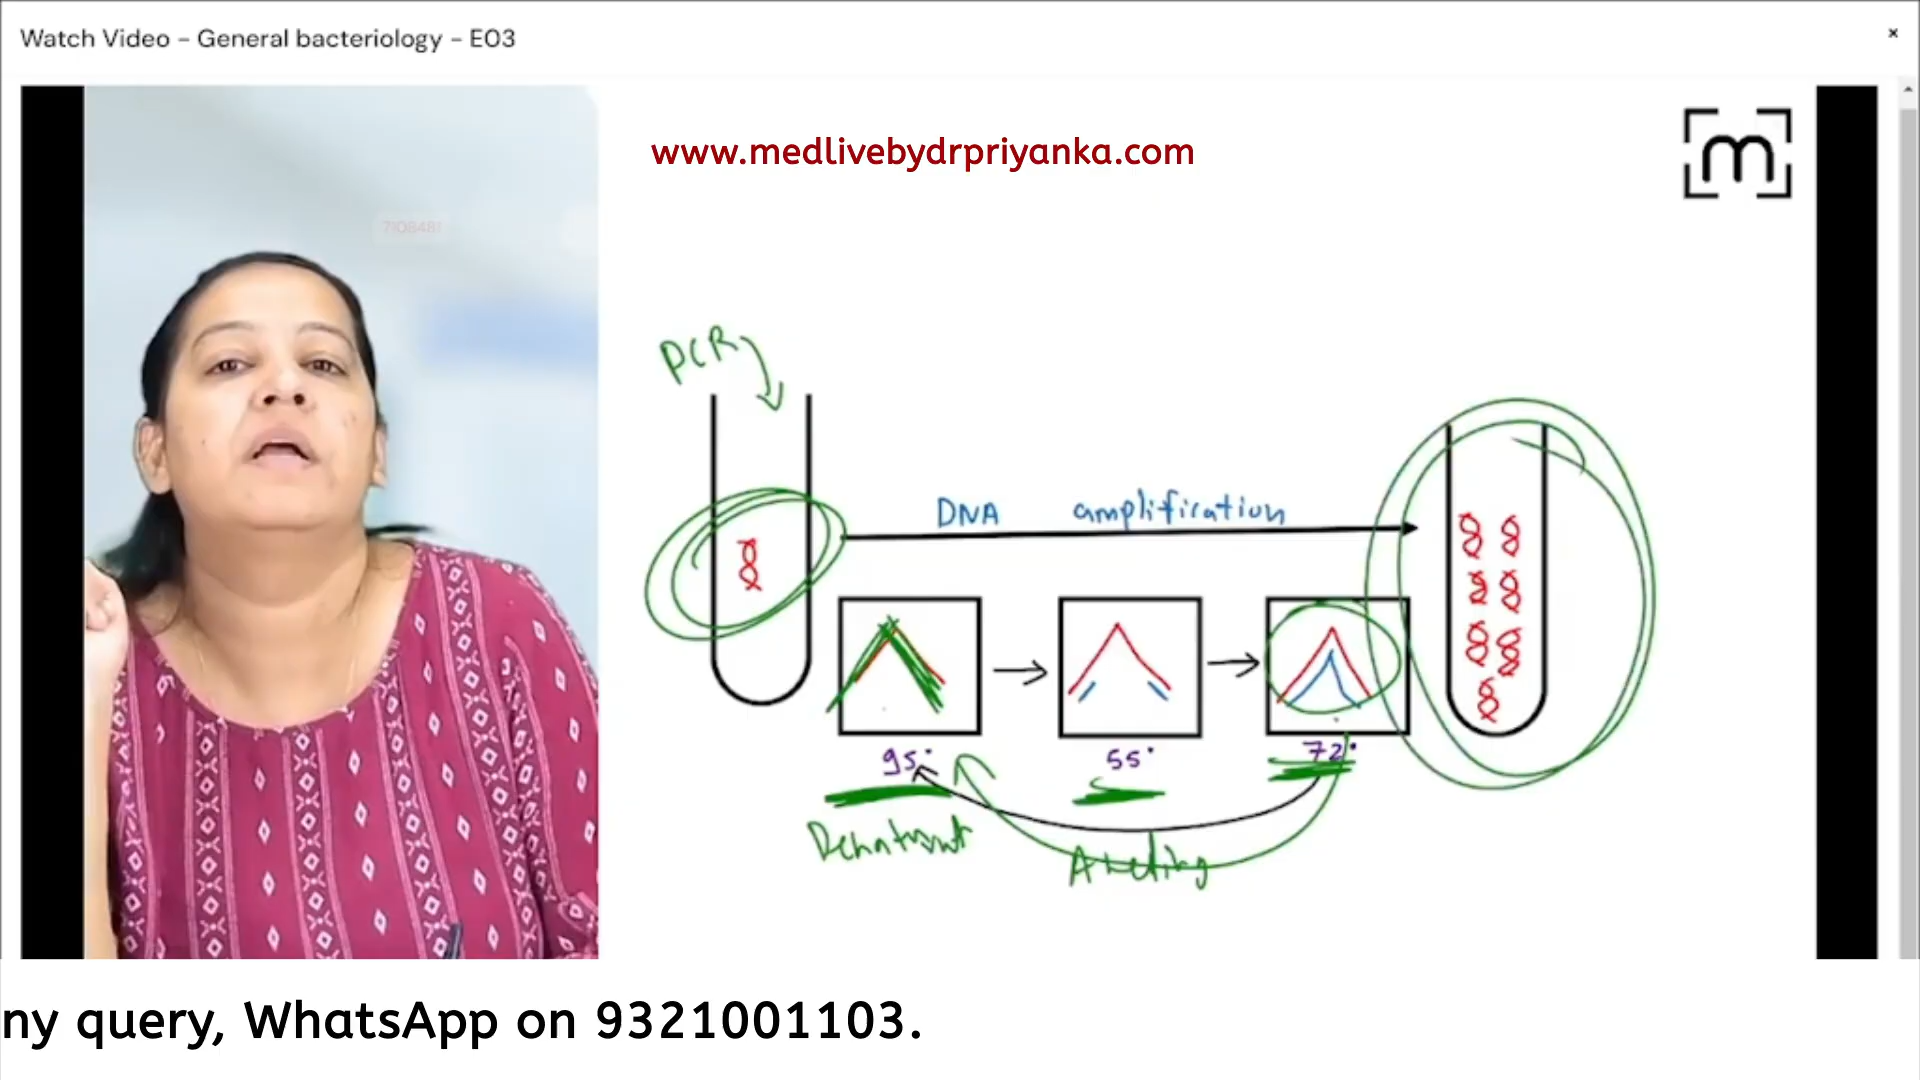 Watch Video – General bacteriology – E03
×
www.medlivebydrpriyanka.com
m
7108481
PCR
DNA amplification
95° 55° 72°
ny query, WhatsApp on 9321001103.